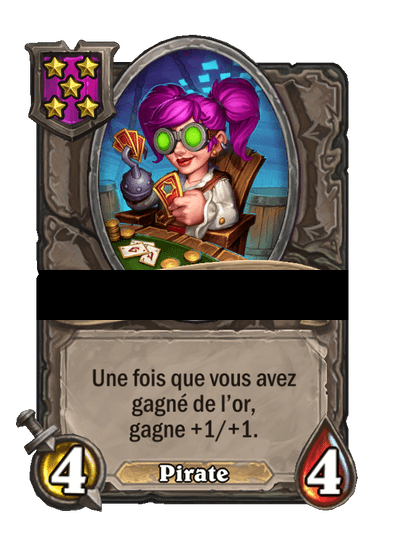 Une fois que vous avez
gagné de l'or,
gagne +1/+1.
4
Pirate
4